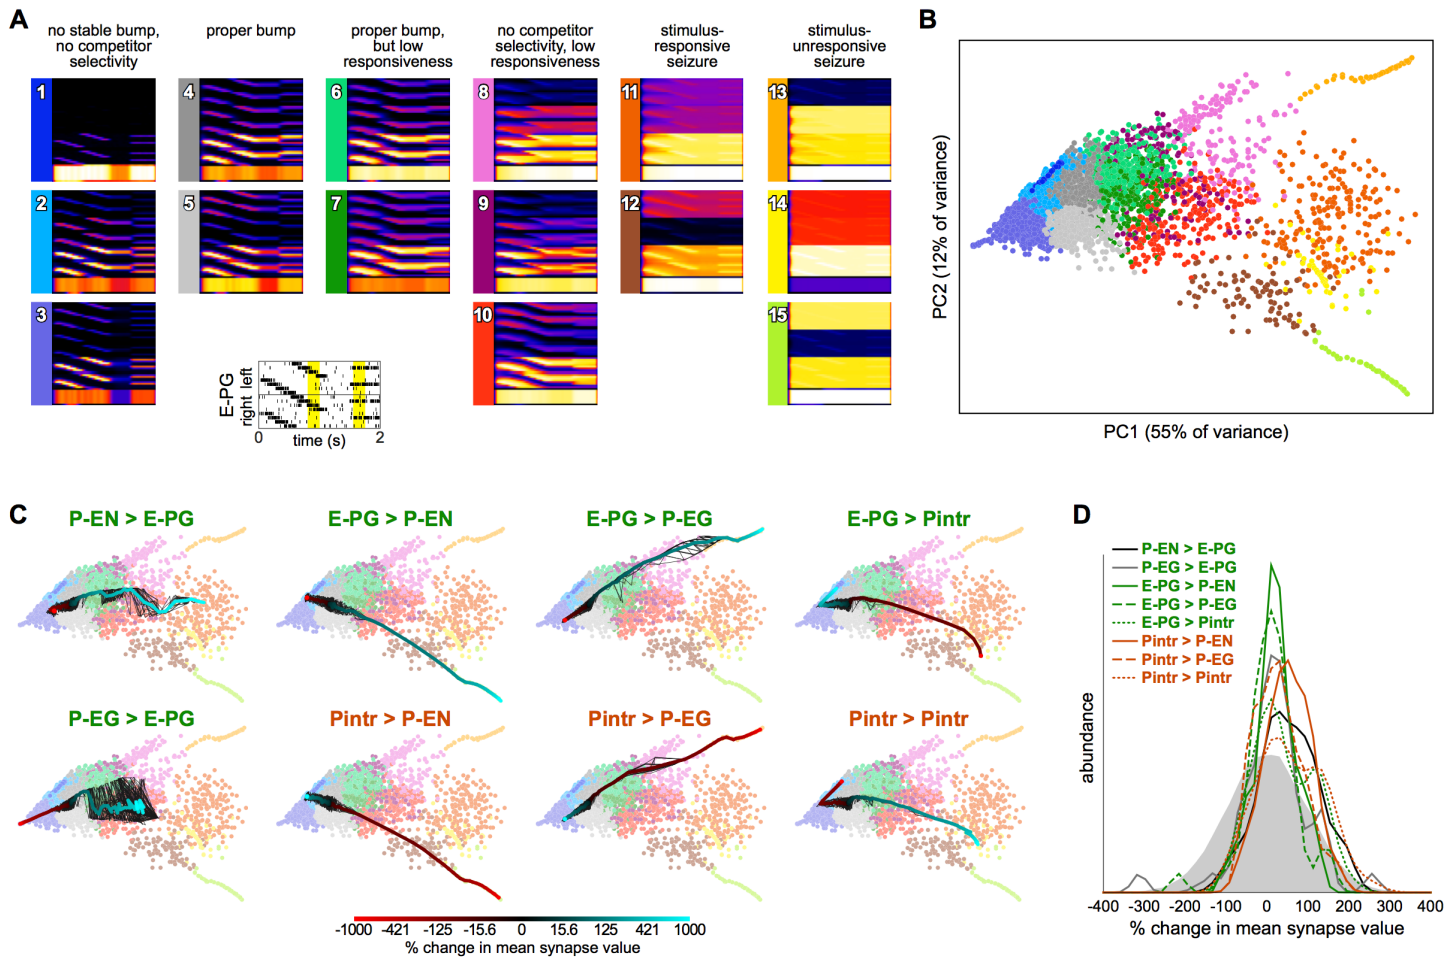 A
no stable bump,
no competitor
selectivity
proper bump
proper bump,
but low
responsiveness
no competitor
selectivity, low
responsiveness
stimulus-
responsive
seizure
stimulus-
unresponsive
seizure
1
4
6
8
11
13
2
5
7
9
12
14
3
10
15
E-PG
right left
0
2
time (s)
B
PC2 (12% of variance)
PC1 (55% of variance)
C
P-EN > E-PG
E-PG > P-EN
E-PG > P-EG
E-PG > Pintr
P-EG > E-PG
Pintr > P-EN
Pintr > P-EG
Pintr > Pintr
-1000 -421 -125 -15.6 0 15.6 125 421 1000
% change in mean synapse value
D
P-EN > E-PG
P-EG > E-PG
E-PG > P-EN
E-PG > P-EG
E-PG > Pintr
Pintr > P-EN
Pintr > P-EG
Pintr > Pintr
abundance
-400 -300 -200 -100 0 100 200 300 400
% change in mean synapse value